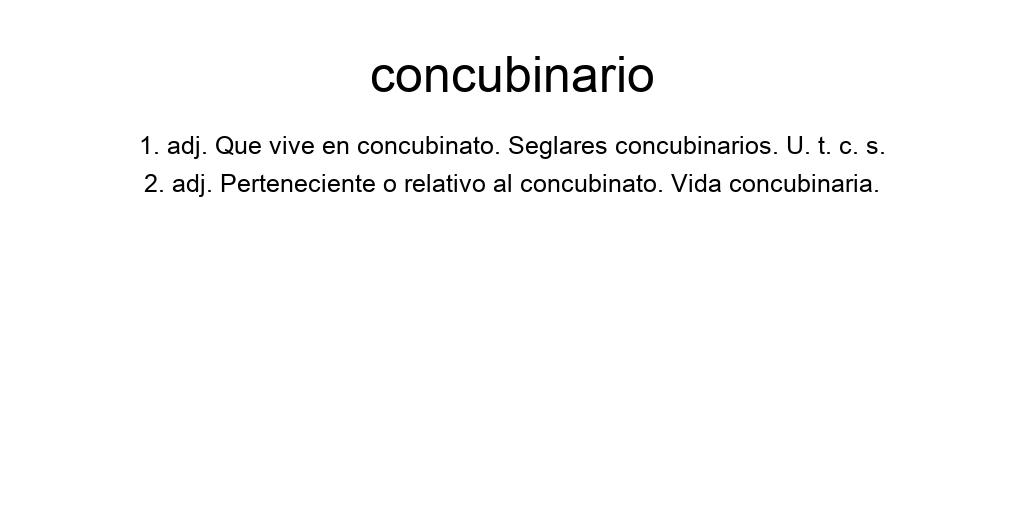 concubinario
1. adj. Que vive en concubinato. Seglares concubinarios. U. t. c. s.
2. adj. Perteneciente o relativo al concubinato. Vida concubinaria.